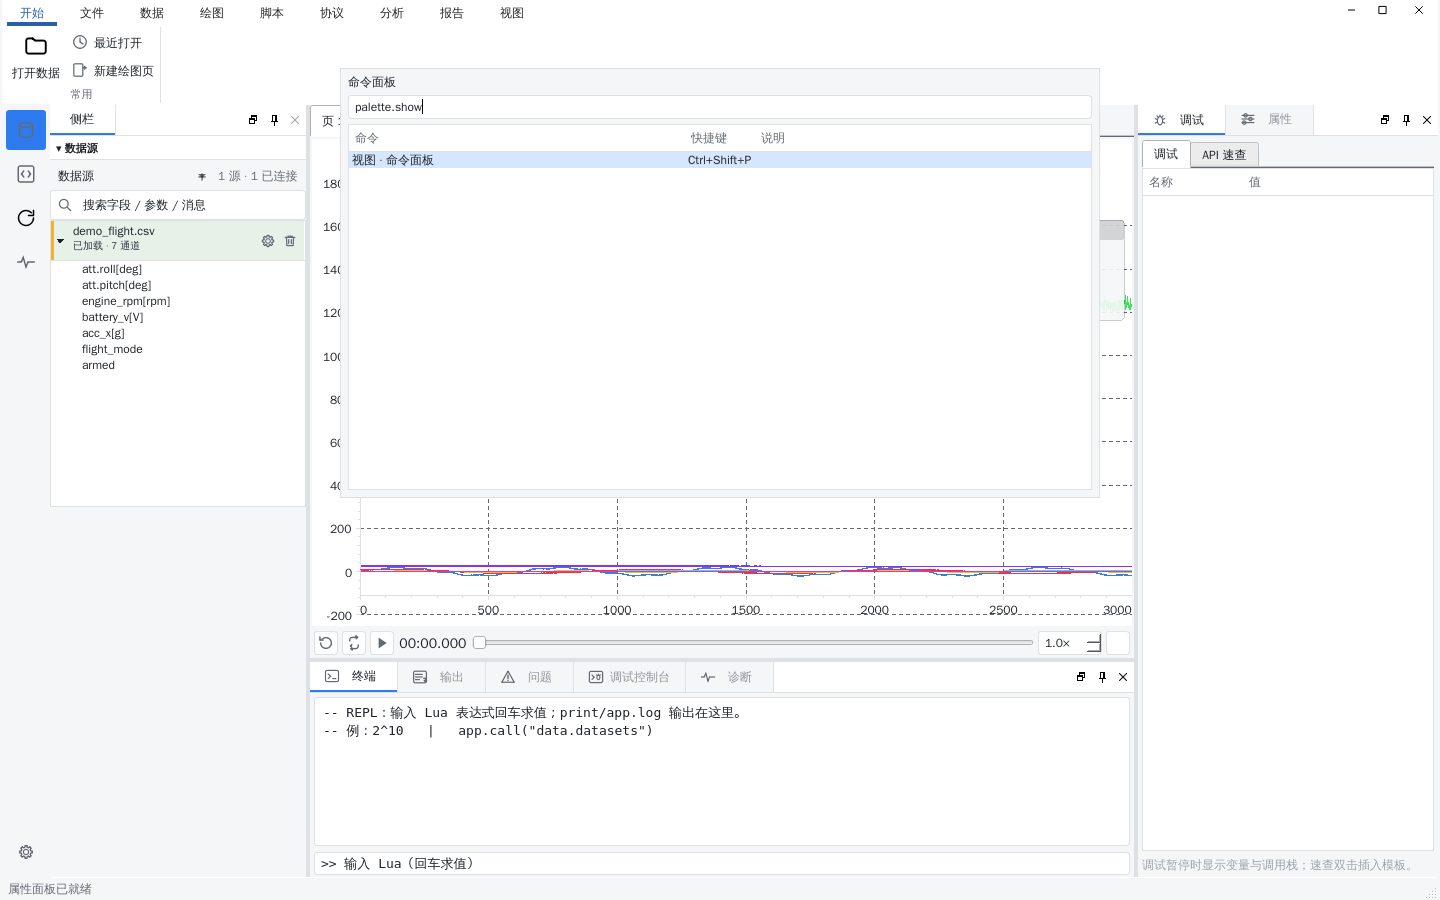 开始 文件 数据 绘图 脚本 协议 分析 报告 视图
打开数据
最近打开
新建绘图页
常用
侧栏
数据源
数据源 1 源 · 1 已连接
搜索字段 / 参数 / 消息
demo_flight.csv
已加载 · 7 通道
att.roll[deg]
att.pitch[deg]
engine_rpm[rpm]
battery_v[V]
acc_x[g]
flight_mode
armed
命令面板
palette.show
命令 快捷键 说明
视图 · 命令面板 Ctrl+Shift+P
页
200
0
-200
0 500 1000 1500 2000 2500 3000
00:00.000
1.0×
终端 输出 问题 调试控制台 诊断
-- REPL：输入 Lua 表达式回车求值；print/app.log 输出在这里。
-- 例：2^10 | app.call("data.datasets")
>> 输入 Lua（回车求值）
调试 属性
调试 API 速查
名称 值
调试暂停时显示变量与调用栈；速查双击插入模板。
属性面板已就绪